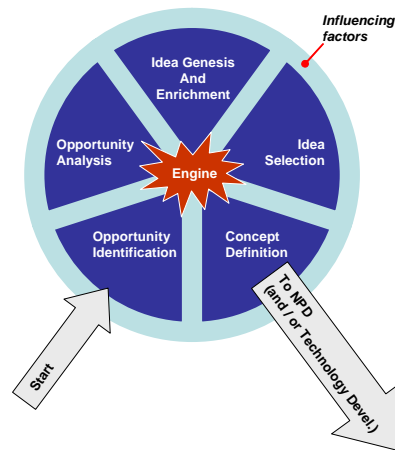 Influencing
factors
Idea Genesis
And
Enrichment
Opportunity
Analysis
Idea
Selection
Engine
Opportunity
Identification
Concept
Definition
Start
To NPD
(and / or Technology Devel.)